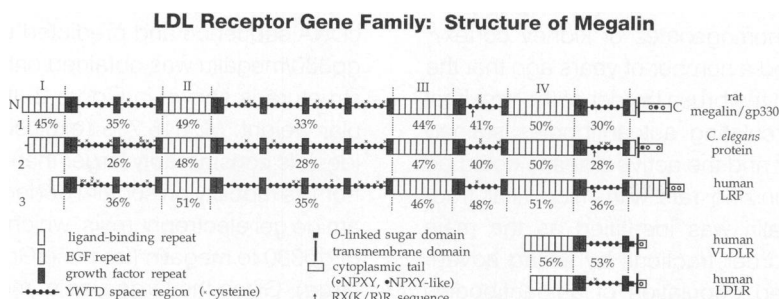 LDL Receptor Gene Family: Structure of Megalin
I II III IV
N C rat
1 megalin/gp330
45% 35% 49% 33% 44% 41% 50% 30%
C. elegans
protein
2 26% 48% 28% 47% 40% 50% 28%
human
LRP
3 36% 51% 35% 46% 48% 51% 36%
ligand-binding repeat
EGF repeat
growth factor repeat
YWTD spacer region (· cysteine)
O-linked sugar domain
transmembrane domain
cytoplasmic tail
(•NPXY, •NPXY-like)
RX(K/R)R sequence
human
VLDLR
56% 53%
human
LDLR